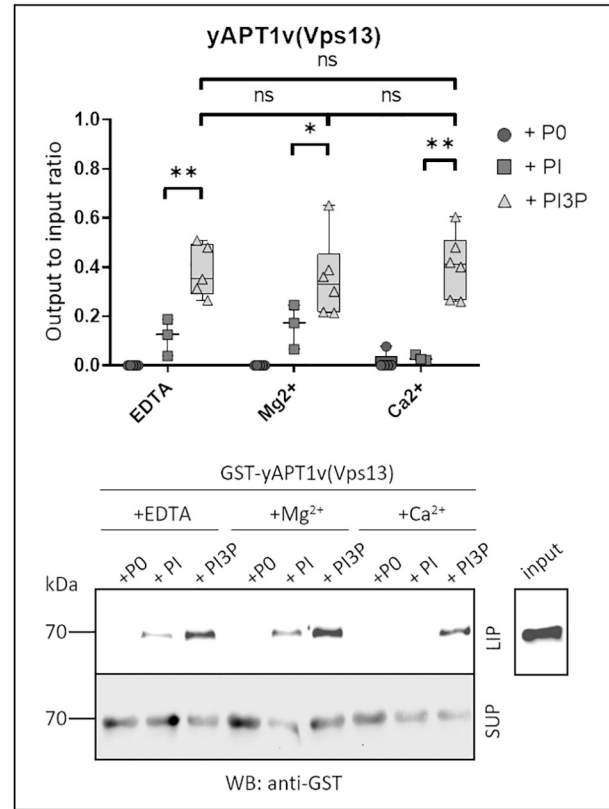 yAPT1v(Vps13)
ns
ns ns
** * **
Output to input ratio
1.0
0.8
0.6
0.4
0.2
0.0
EDTA Mg2+ Ca2+
+ P0
+ PI
+ PI3P
GST-yAPT1v(Vps13)
+EDTA +Mg²⁺ +Ca²⁺
+P0 + PI + PI3P +P0 + PI + PI3P +P0 + PI + PI3P input
kDa
70 LIP
70 SUP
WB: anti-GST